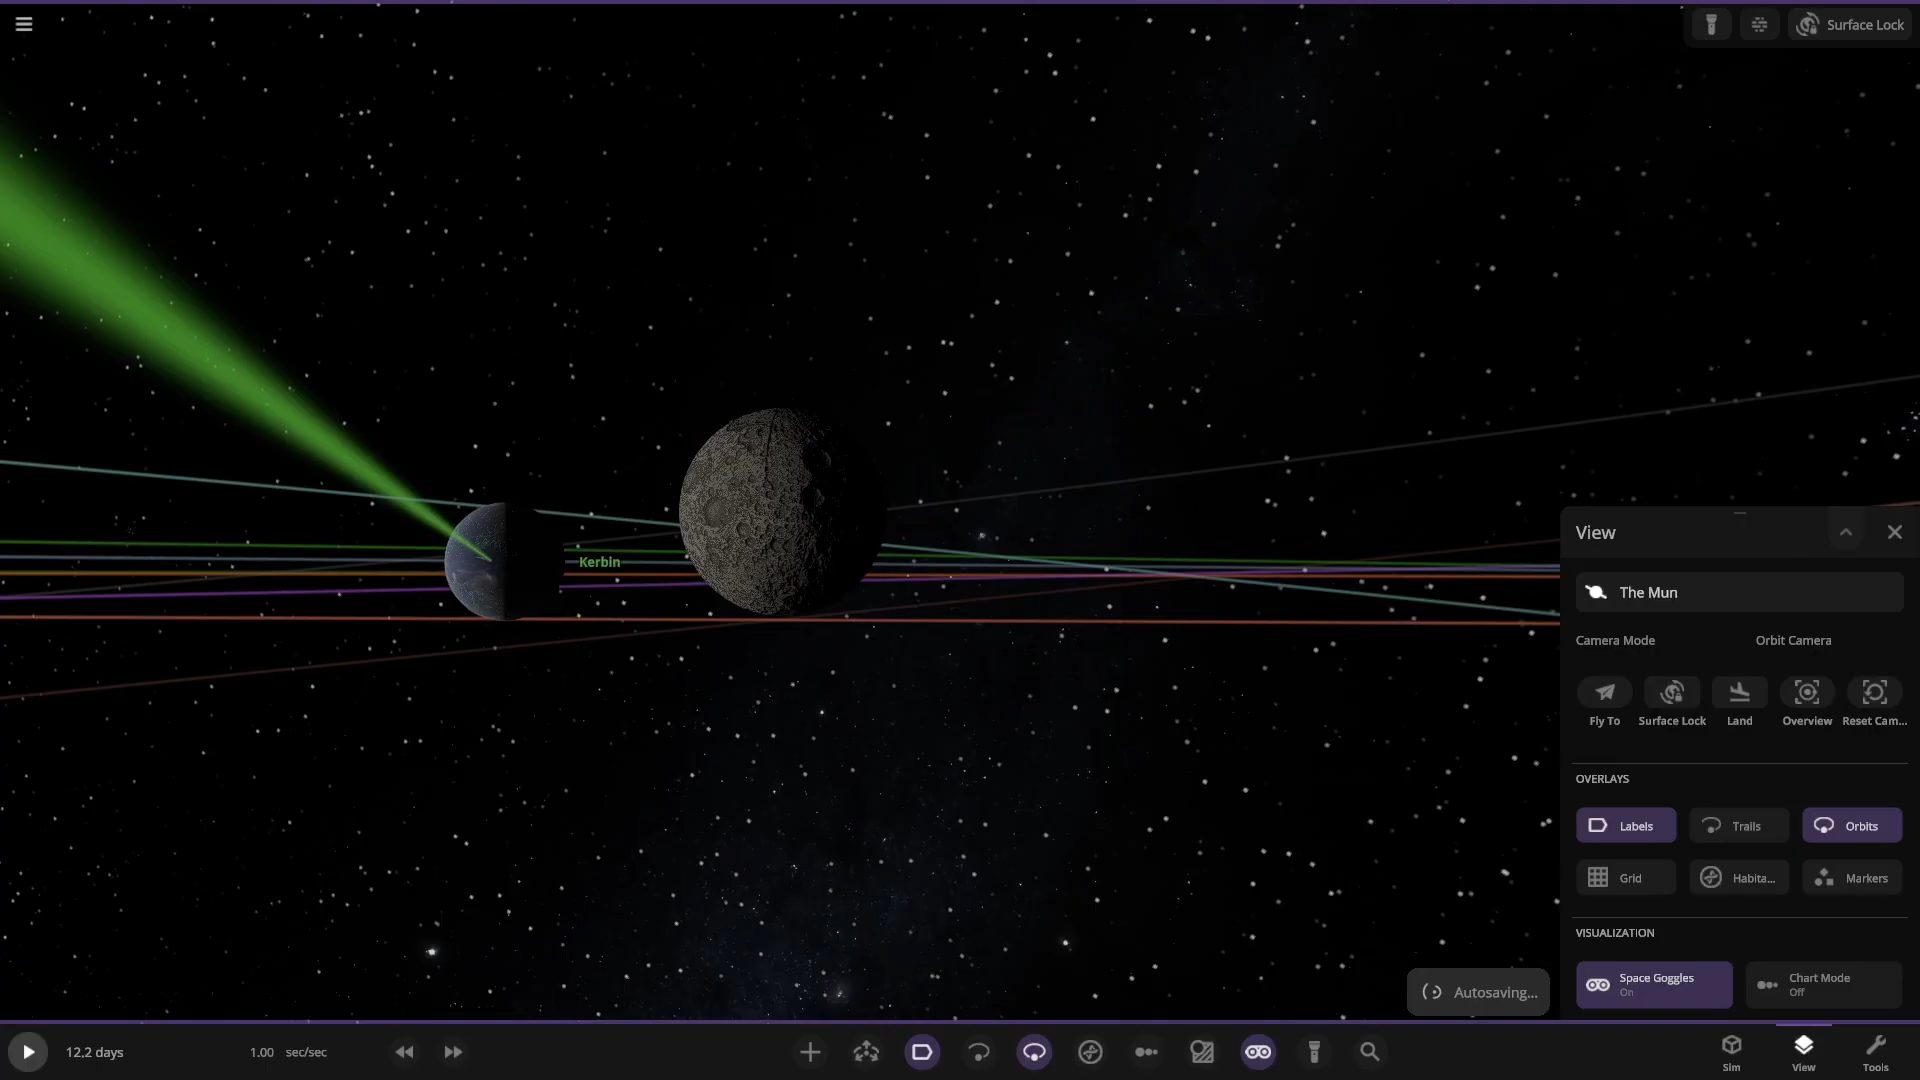 Surface Lock
Kerbin
View
The Mun
Camera Mode
Orbit Camera
Fly To
Surface Lock
Land
Overview
Reset Cam...
OVERLAYS
Labels
Trails
Orbits
Grid
Habita...
Markers
VISUALIZATION
Space Goggles
On
Chart Mode
Off
Autosaving...
12.2 days
1.00 sec/sec
Sim
View
Tools